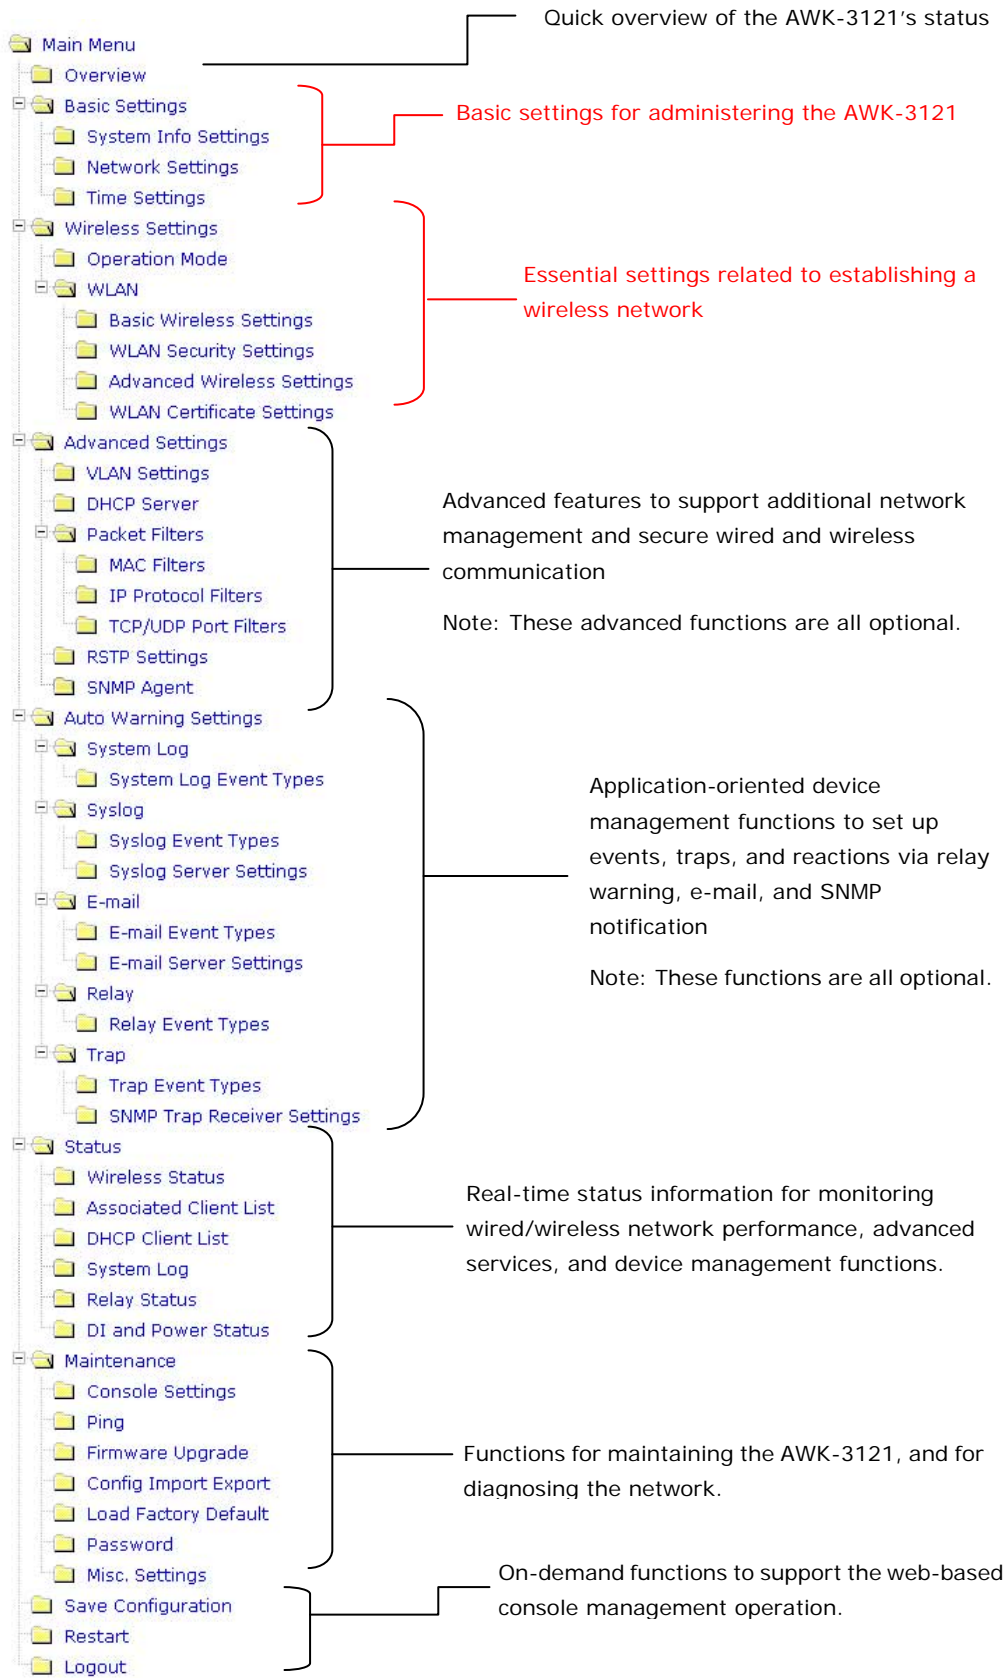 Quick overview of the AWK-3121's status
Main Menu
Overview
Basic Settings
Basic settings for administering the AWK-3121
System Info Settings
Network Settings
Time Settings
Wireless Settings
Operation Mode
Essential settings related to establishing a
wireless network
WLAN
Basic Wireless Settings
WLAN Security Settings
Advanced Wireless Settings
WLAN Certificate Settings
Advanced Settings
VLAN Settings
DHCP Server
Advanced features to support additional network
management and secure wired and wireless
communication
Note: These advanced functions are all optional.
Packet Filters
MAC Filters
IP Protocol Filters
TCP/UDP Port Filters
RSTP Settings
SNMP Agent
Auto Warning Settings
System Log
System Log Event Types
Syslog
Syslog Event Types
Syslog Server Settings
Application-oriented device
management functions to set up
events, traps, and reactions via relay
warning, e-mail, and SNMP
notification
Note: These functions are all optional.
E-mail
E-mail Event Types
E-mail Server Settings
Relay
Relay Event Types
Trap
Trap Event Types
SNMP Trap Receiver Settings
Status
Wireless Status
Associated Client List
DHCP Client List
System Log
Relay Status
DI and Power Status
Real-time status information for monitoring
wired/wireless network performance, advanced
services, and device management functions.
Maintenance
Console Settings
Ping
Firmware Upgrade
Config Import Export
Load Factory Default
Password
Misc. Settings
Functions for maintaining the AWK-3121, and for
diagnosing the network.
Save Configuration
Restart
Logout
On-demand functions to support the web-based
console management operation.